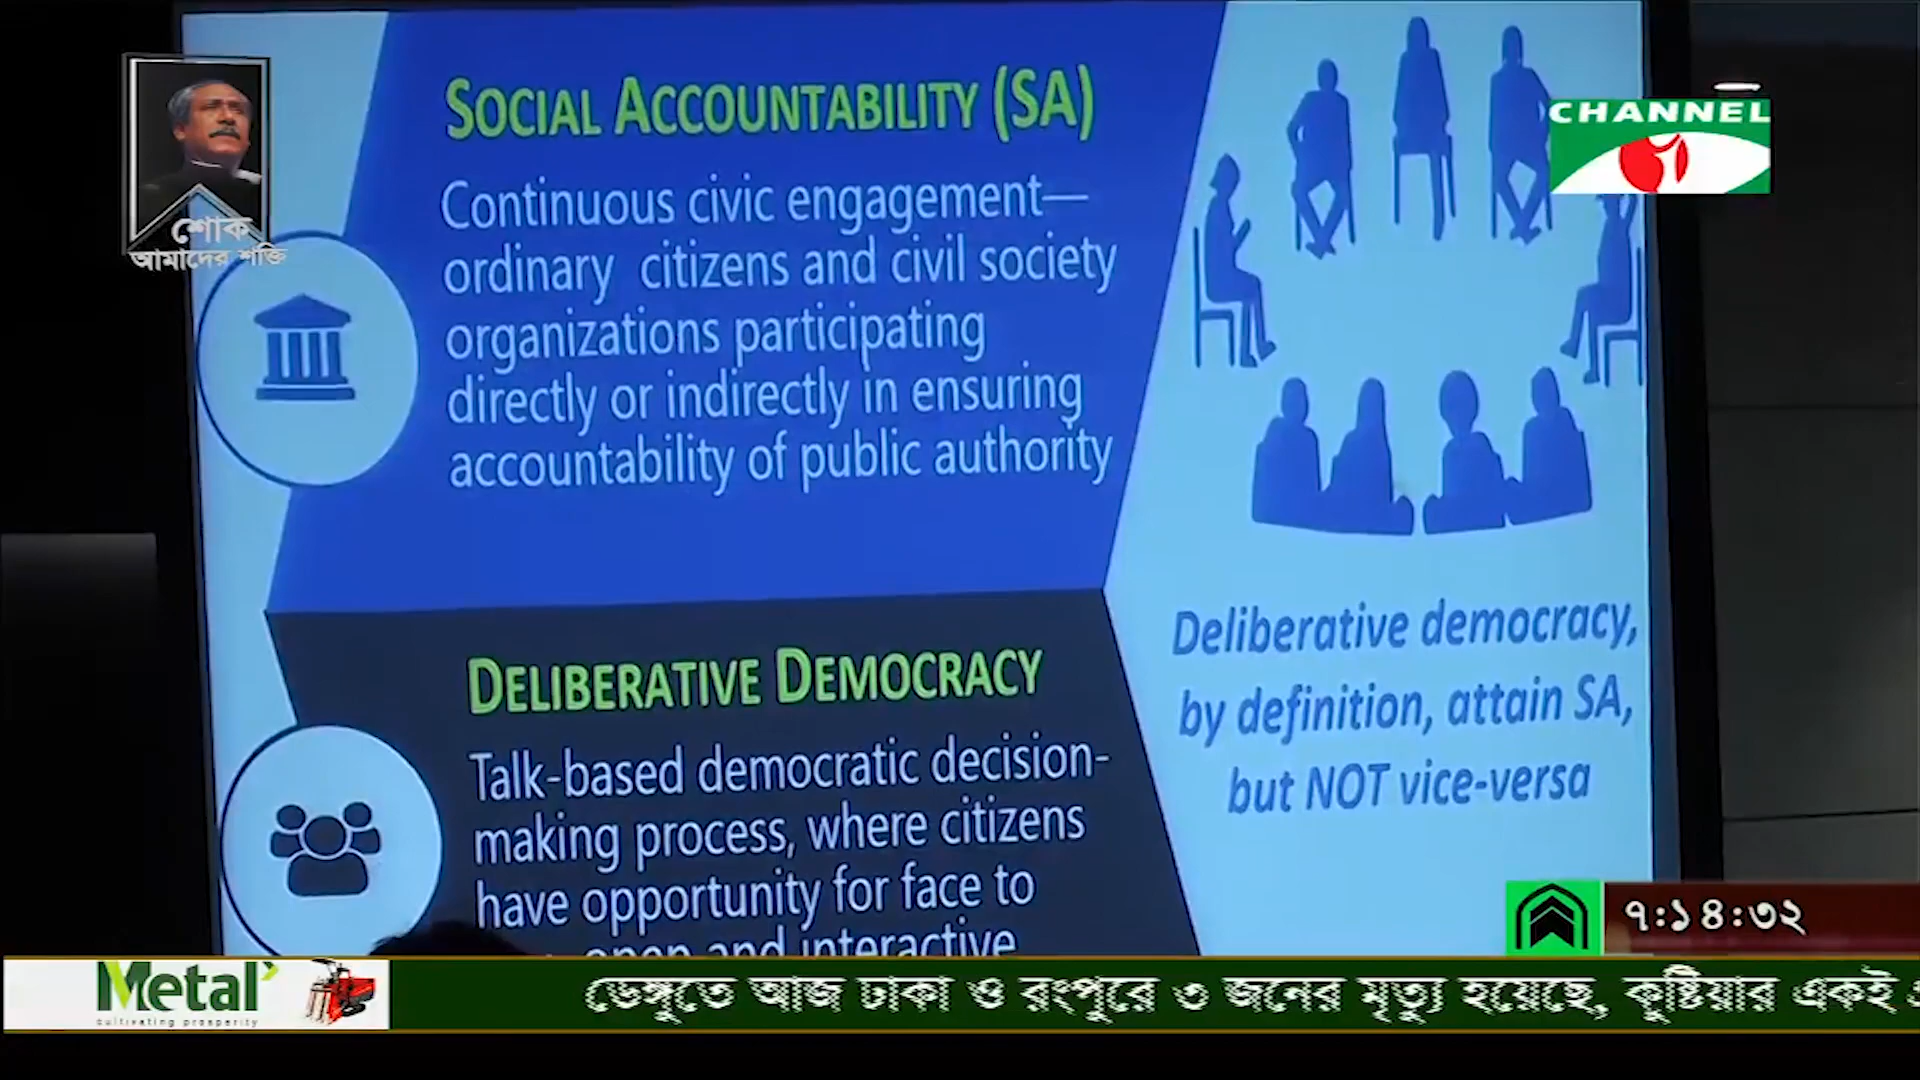 শোক
আমাদের শক্তি
CHANNEL
SOCIAL ACCOUNTABILITY (SA)
Continuous civic engagement—
ordinary citizens and civil society
organizations participating
directly or indirectly in ensuring
accountability of public authority
DELIBERATIVE DEMOCRACY
Talk-based democratic decision-
making process, where citizens
have opportunity for face to
open and interactive
Deliberative democracy,
by definition, attain SA,
but NOT vice-versa
৭:১৪:৩২
Metal
cultivating prosperity
ডেঙ্গুতে আজ ঢাকা ও রংপুরে ৩ জনের মৃত্যু হয়েছে, কুষ্টিয়ার একই